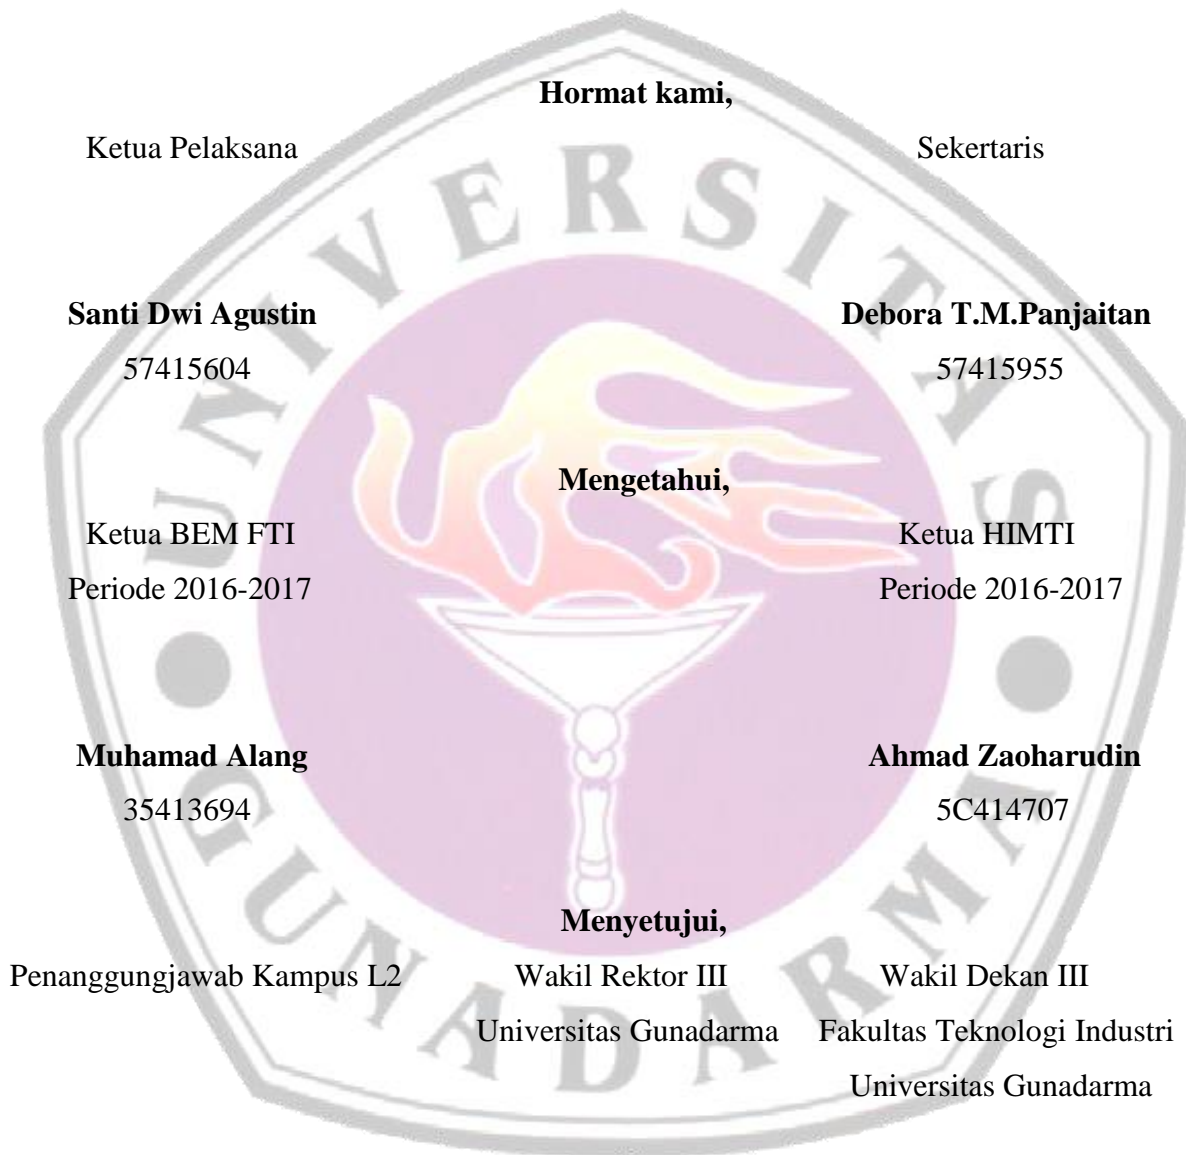 Hormat kami,
Ketua Pelaksana Sekertaris
Santi Dwi Agustin Debora T.M.Panjaitan
57415604 57415955
Mengetahui,
Ketua BEM FTI Ketua HIMTI
Periode 2016-2017 Periode 2016-2017
Muhamad Alang Ahmad Zaoharudin
35413694 5C414707
Menyetujui,
Penanggungjawab Kampus L2 Wakil Rektor III Wakil Dekan III
Universitas Gunadarma Fakultas Teknologi Industri
Universitas Gunadarma
UNIVERSITAS
GUNADARMA